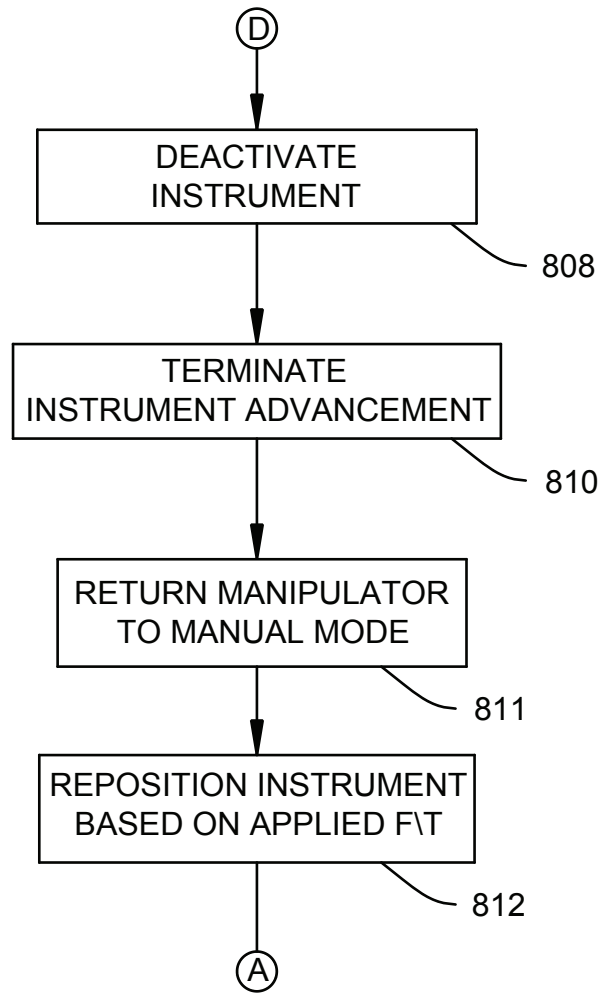 D
DEACTIVATE
INSTRUMENT
808
TERMINATE
INSTRUMENT ADVANCEMENT
810
RETURN MANIPULATOR
TO MANUAL MODE
811
REPOSITION INSTRUMENT
BASED ON APPLIED F\T
812
A